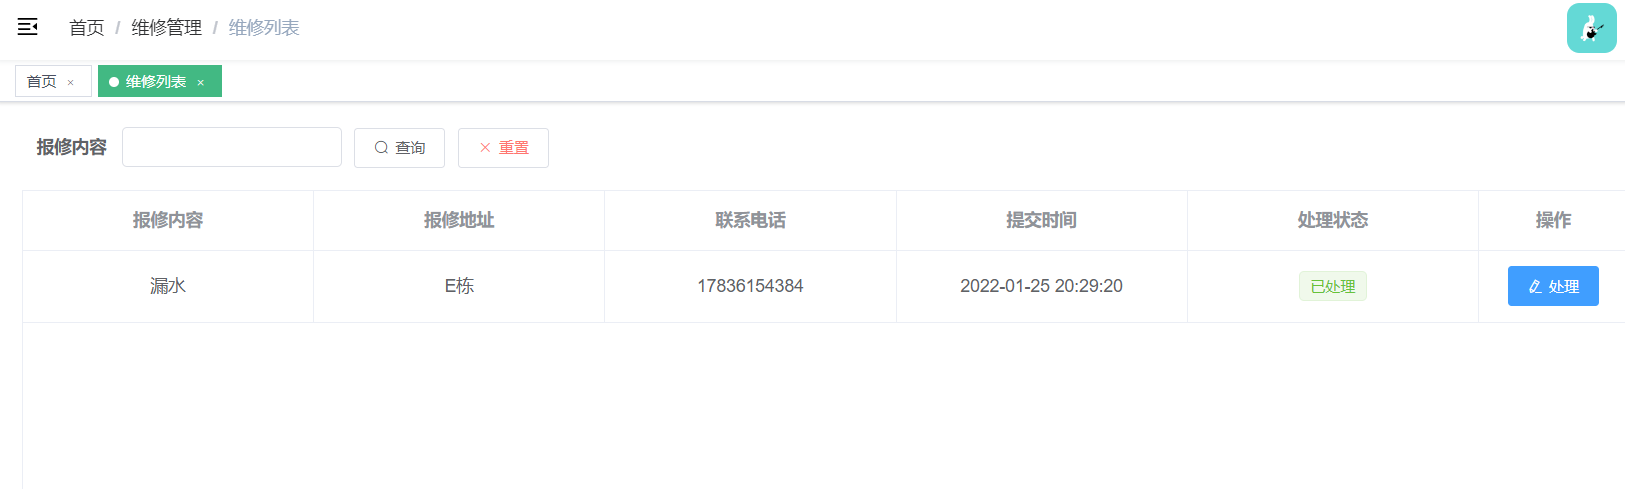 首页 / 维修管理 / 维修列表
首页 × 维修列表 ×
报修内容 查询 重置
报修内容 报修地址 联系电话 提交时间 处理状态 操作
漏水 E栋 17836154384 2022-01-25 20:29:20 已处理 处理